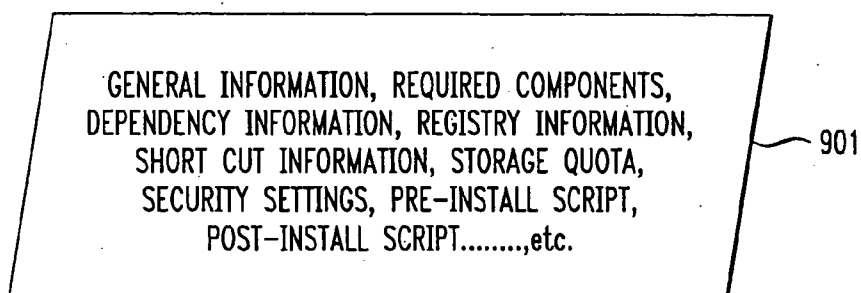 GENERAL INFORMATION, REQUIRED COMPONENTS,
DEPENDENCY INFORMATION, REGISTRY INFORMATION,
SHORT CUT INFORMATION, STORAGE QUOTA,
SECURITY SETTINGS, PRE-INSTALL SCRIPT,
POST-INSTALL SCRIPT........,etc.
901